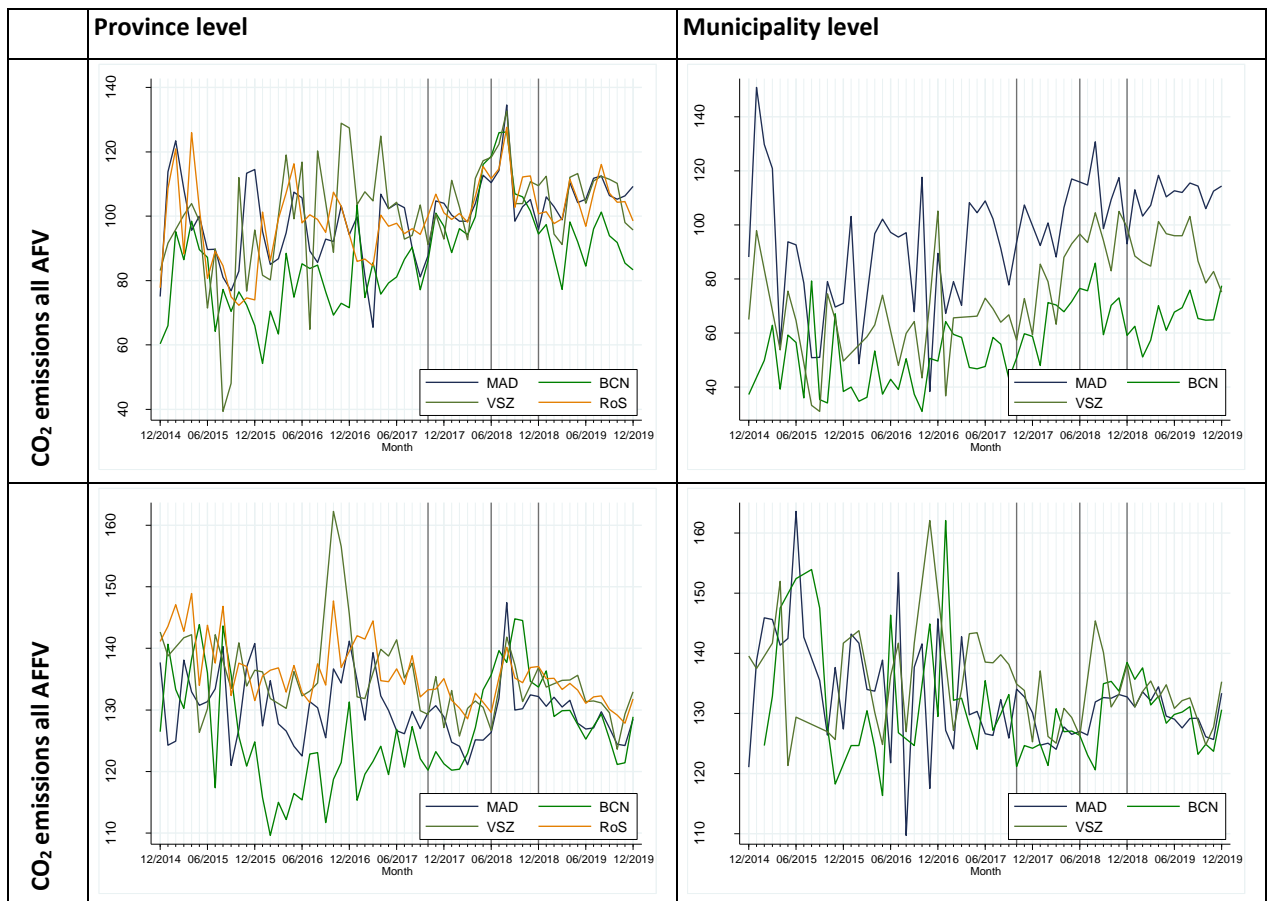 Province level
Municipality level
CO₂ emissions all AFV
140
120
100
80
60
40
12/2014 06/2015 12/2015 06/2016 12/2016 06/2017 12/2017 06/2018 12/2018 06/2019 12/2019
Month
MAD BCN
VSZ RoS
140
120
100
80
60
40
12/2014 06/2015 12/2015 06/2016 12/2016 06/2017 12/2017 06/2018 12/2018 06/2019 12/2019
Month
MAD BCN
VSZ
CO₂ emissions all AFFV
160
150
140
130
120
110
12/2014 06/2015 12/2015 06/2016 12/2016 06/2017 12/2017 06/2018 12/2018 06/2019 12/2019
Month
MAD BCN
VSZ RoS
160
150
140
130
120
110
12/2014 06/2015 12/2015 06/2016 12/2016 06/2017 12/2017 06/2018 12/2018 06/2019 12/2019
Month
MAD BCN
VSZ